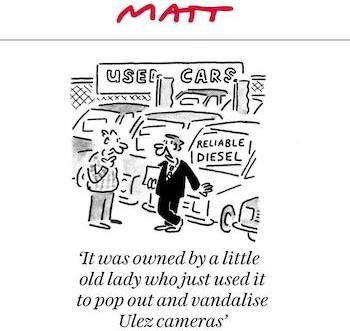 MATT
USED CARS
RELIABLE
DIESEL
‘It was owned by a little
old lady who just used it
to pop out and vandalise
Ulez cameras’